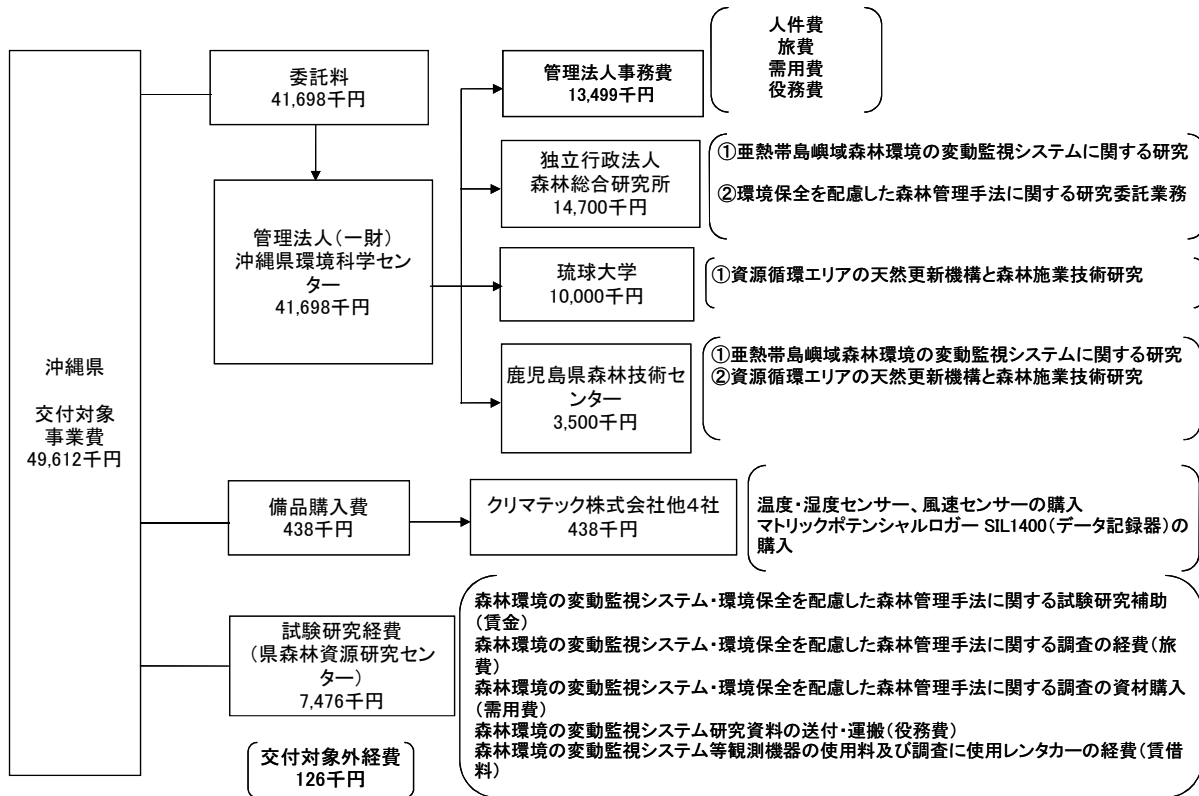 沖縄県
交付対象
事業費
49,612千円
委託料
41,698千円
管理法人（一財）
沖縄県環境科学セン
ター
41,698千円
管理法人事務費
13,499千円
人件費
旅費
需用費
役務費
独立行政法人
森林総合研究所
14,700千円
①亜熱帯島嶼域森林環境の変動監視システムに関する研究
②環境保全を配慮した森林管理手法に関する研究委託業務
琉球大学
10,000千円
①資源循環エリアの天然更新機構と森林施業技術研究
鹿児島県森林技術セ
ンター
3,500千円
①亜熱帯島嶼域森林環境の変動監視システムに関する研究
②資源循環エリアの天然更新機構と森林施業技術研究
備品購入費
438千円
クリマテック株式会社他４社
438千円
温度・湿度センサー、風速センサーの購入
マトリックポテンシャルロガー SIL1400（データ記録器）の
購入
試験研究経費
（県森林資源研究セン
ター）
7,476千円
森林環境の変動監視システム・環境保全を配慮した森林管理手法に関する試験研究補助
（賃金）
森林環境の変動監視システム・環境保全を配慮した森林管理手法に関する調査の経費（旅
費）
森林環境の変動監視システム・環境保全を配慮した森林管理手法に関する調査の資材購入
（需用費）
森林環境の変動監視システム研究資料の送付・運搬（役務費）
森林環境の変動監視システム等観測機器の使用料及び調査に使用レンタカーの経費（賃借
料）
交付対象外経費
126千円